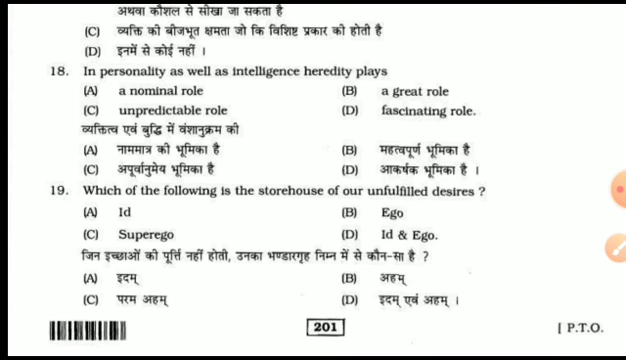 अथवा कौशल से सीखा जा सकता है
(C) व्यक्ति की बीजभूत क्षमता जो कि विशिष्ट प्रकार की होती है
(D) इनमें से कोई नहीं ।
18. In personality as well as intelligence heredity plays
(A) a nominal role (B) a great role
(C) unpredictable role (D) fascinating role.
व्यक्तित्व एवं बुद्धि में वंशानुक्रम की
(A) नाममात्र की भूमिका है (B) महत्वपूर्ण भूमिका है
(C) अपूर्वानुमेय भूमिका है (D) आकर्षक भूमिका है ।
19. Which of the following is the storehouse of our unfulfilled desires ?
(A) Id (B) Ego
(C) Superego (D) Id & Ego.
जिन इच्छाओं की पूर्त्ति नहीं होती, उनका भण्डारगृह निम्न में से कौन-सा है ?
(A) इदम् (B) अहम्
(C) परम अहम् (D) इदम् एवं अहम् ।
201 [ P.T.O.